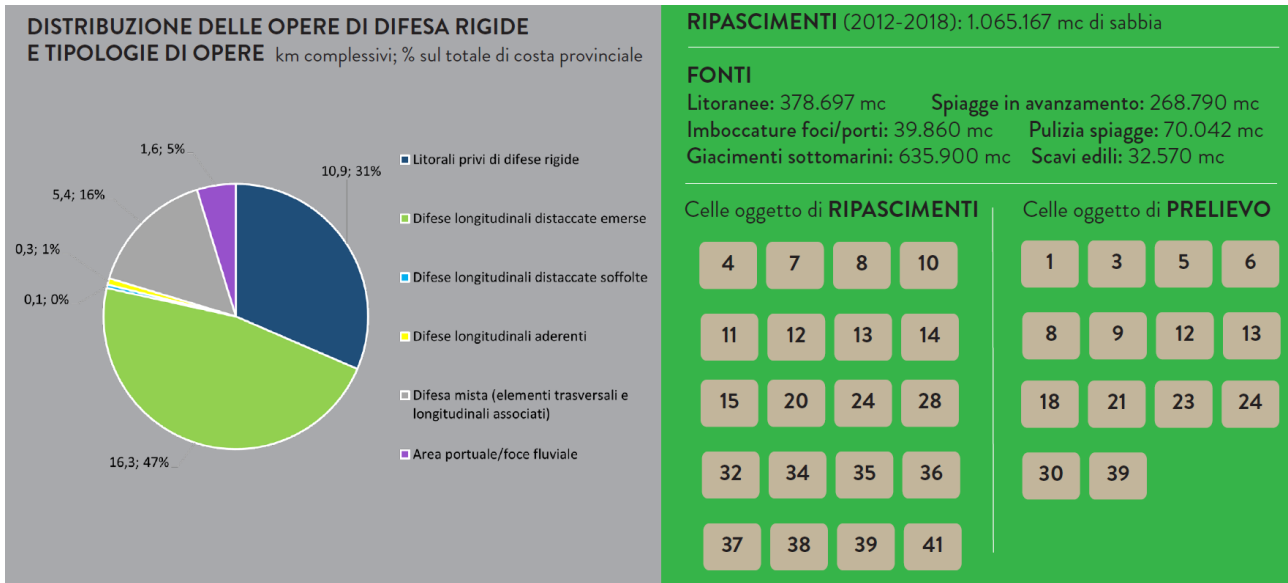 DISTRIBUZIONE DELLE OPERE DI DIFESA RIGIDE
E TIPOLOGIE DI OPERE km complessivi; % sul totale di costa provinciale
1,6; 5%
10,9; 31%
5,4; 16%
0,3; 1%
0,1; 0%
16,3; 47%
Litorali privi di difese rigide
Difese longitudinali distaccate emerse
Difese longitudinali distaccate soffolte
Difese longitudinali aderenti
Difesa mista (elementi trasversali e
longitudinali associati)
Area portuale/foce fluviale
RIPASCIMENTI (2012-2018): 1.065.167 mc di sabbia
FONTI
Litoranee: 378.697 mc Spiagge in avanzamento: 268.790 mc
Imboccature foci/porti: 39.860 mc Pulizia spiagge: 70.042 mc
Giacimenti sottomarini: 635.900 mc Scavi edili: 32.570 mc
Celle oggetto di RIPASCIMENTI
4 7 8 10
11 12 13 14
15 20 24 28
32 34 35 36
37 38 39 41
Celle oggetto di PRELIEVO
1 3 5 6
8 9 12 13
18 21 23 24
30 39